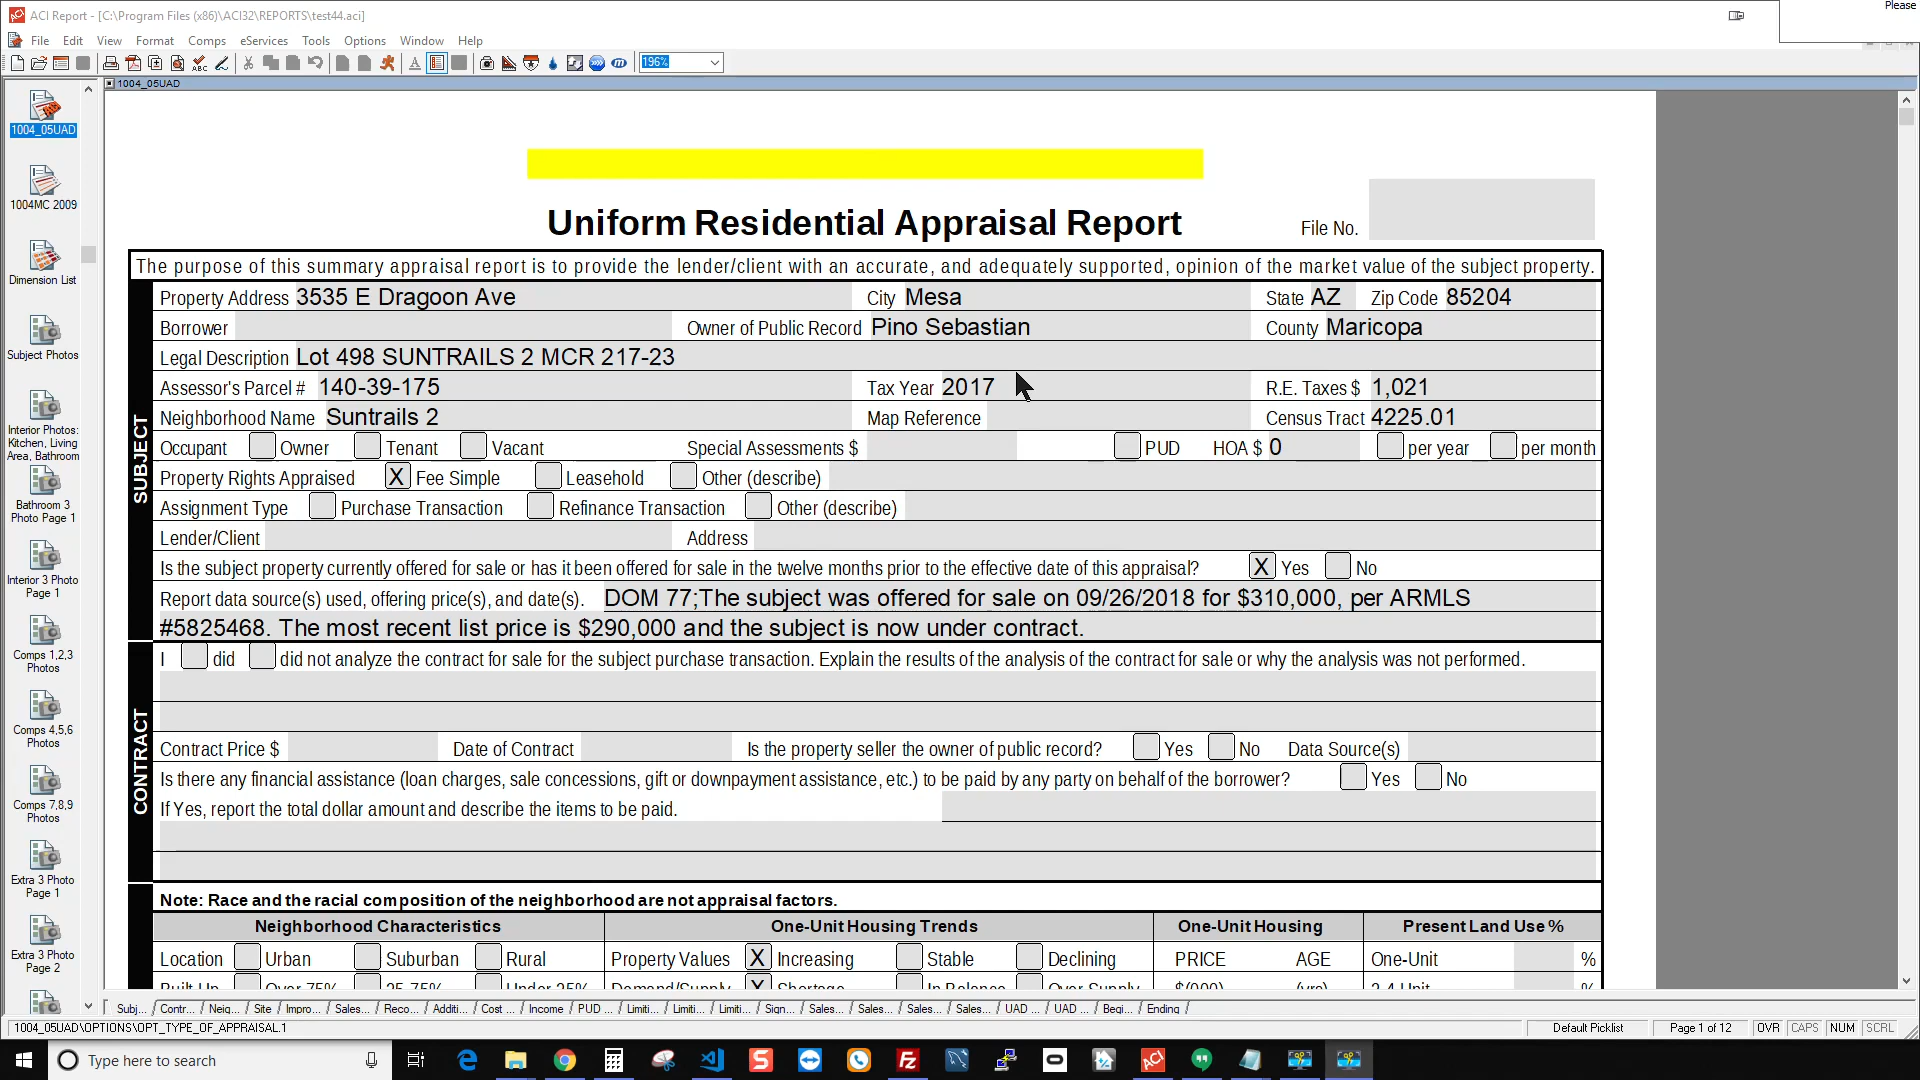 ACI Report - [C:\Program Files (x86)\ACI32\REPORTS\test44.aci]
Please
File Edit View Format Comps eServices Tools Options Window Help
196%
1004_05UAD
1004_05UAD
1004MC 2009
Dimension List
Subject Photos
Interior Photos:
Kitchen, Living
Area, Bathroom
Bathroom 3
Photo Page 1
Interior 3 Photo
Page 1
Comps 1,2,3
Photos
Comps 4,5,6
Photos
Comps 7,8,9
Photos
Extra 3 Photo
Page 1
Extra 3 Photo
Page 2
Uniform Residential Appraisal Report
File No.
The purpose of this summary appraisal report is to provide the lender/client with an accurate, and adequately supported, opinion of the market value of the subject property.
SUBJECT
Property Address 3535 E Dragoon Ave City Mesa State AZ Zip Code 85204
Borrower Owner of Public Record Pino Sebastian County Maricopa
Legal Description Lot 498 SUNTRAILS 2 MCR 217-23
Assessor's Parcel # 140-39-175 Tax Year 2017 R.E. Taxes $ 1,021
Neighborhood Name Suntrails 2 Map Reference Census Tract 4225.01
Occupant Owner Tenant Vacant Special Assessments $ PUD HOA $ 0 per year per month
Property Rights Appraised X Fee Simple Leasehold Other (describe)
Assignment Type Purchase Transaction Refinance Transaction Other (describe)
Lender/Client Address
Is the subject property currently offered for sale or has it been offered for sale in the twelve months prior to the effective date of this appraisal? X Yes No
Report data source(s) used, offering price(s), and date(s). DOM 77;The subject was offered for sale on 09/26/2018 for $310,000, per ARMLS
#5825468. The most recent list price is $290,000 and the subject is now under contract.
CONTRACT
I did did not analyze the contract for sale for the subject purchase transaction. Explain the results of the analysis of the contract for sale or why the analysis was not performed.
Contract Price $ Date of Contract Is the property seller the owner of public record? Yes No Data Source(s)
Is there any financial assistance (loan charges, sale concessions, gift or downpayment assistance, etc.) to be paid by any party on behalf of the borrower? Yes No
If Yes, report the total dollar amount and describe the items to be paid.
Note: Race and the racial composition of the neighborhood are not appraisal factors.
Neighborhood Characteristics One-Unit Housing Trends One-Unit Housing Present Land Use %
Location Urban Suburban Rural Property Values X Increasing Stable Declining PRICE AGE One-Unit %
Built-Up Over 75% 25-75% Under 25% Demand/Supply X Shortage In Balance Over Supply $(000) (yrs) 2-4 Unit %
Subj... Contr... Neig... Site Impro... Sales... Reco... Additi... Cost ... Income PUD ... Limiti... Limiti... Limiti... Sign... Sales... Sales... Sales... Sales... UAD ... UAD ... Begi... Ending
1004_05UAD\OPTIONS\OPT_TYPE_OF_APPRAISAL.1 Default Picklist Page 1 of 12 OVR CAPS NUM SCRL
Type here to search